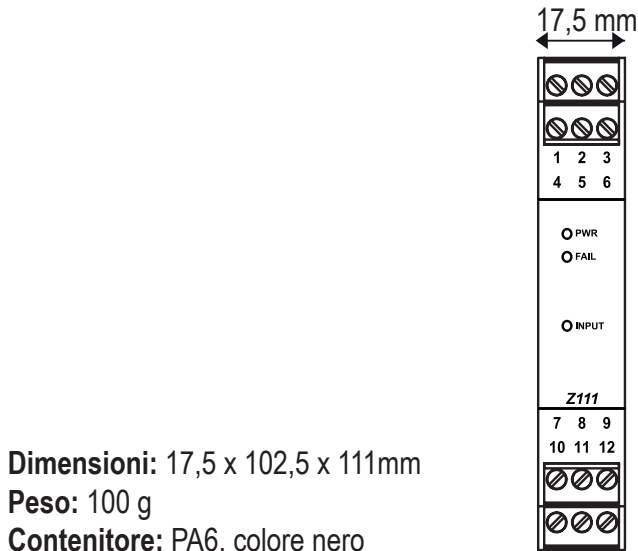 17,5 mm
1 2 3
4 5 6
PWR
FAIL
INPUT
Z111
7 8 9
10 11 12
Dimensioni: 17,5 x 102,5 x 111mm
Peso: 100 g
Contenitore: PA6, colore nero